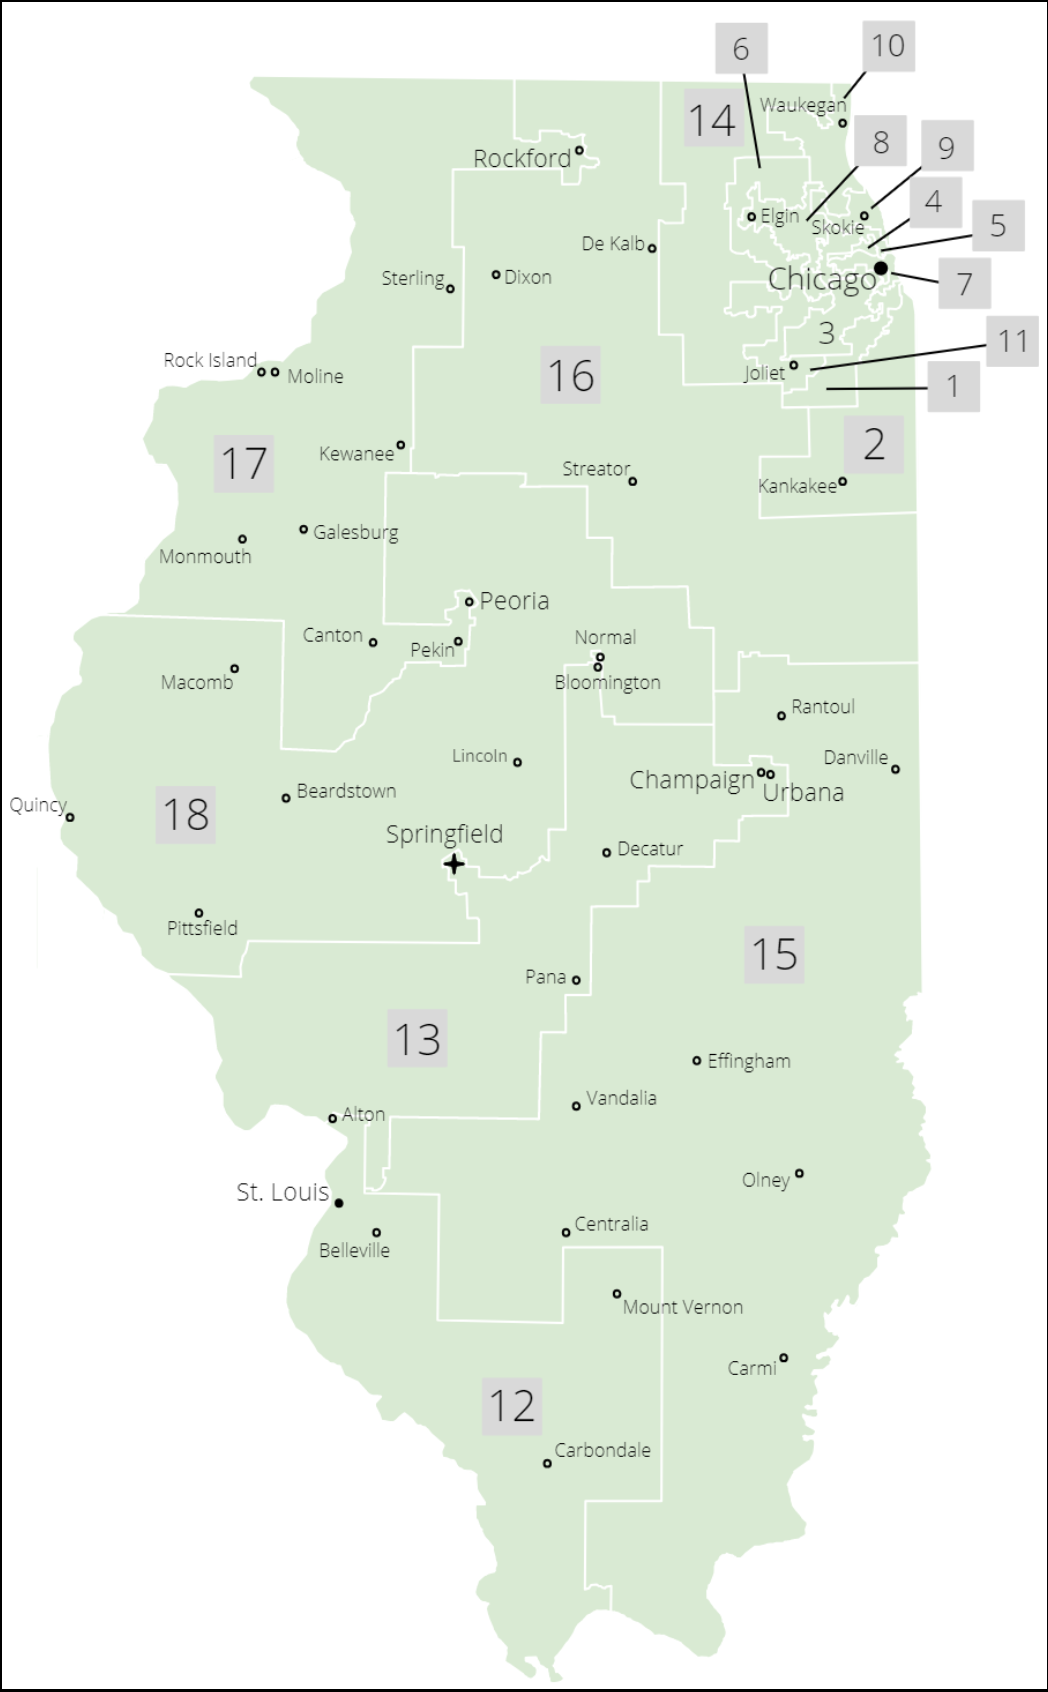 10
6
14
Waukegan
8
9
Rockford
4
Elgin
Skokie
5
De Kalb
Sterling
Dixon
Chicago
7
3
11
Rock Island
Moline
16
Joliet
1
2
Kewanee
17
Streator
Kankakee
Galesburg
Monmouth
Peoria
Canton
Pekin
Normal
Macomb
Bloomington
Rantoul
Lincoln
Danville
Champaign
Urbana
Quincy
Beardstown
18
Springfield
Decatur
Pittsfield
15
Pana
13
Effingham
Alton
Vandalia
Olney
St. Louis
Centralia
Belleville
Mount Vernon
Carmi
12
Carbondale